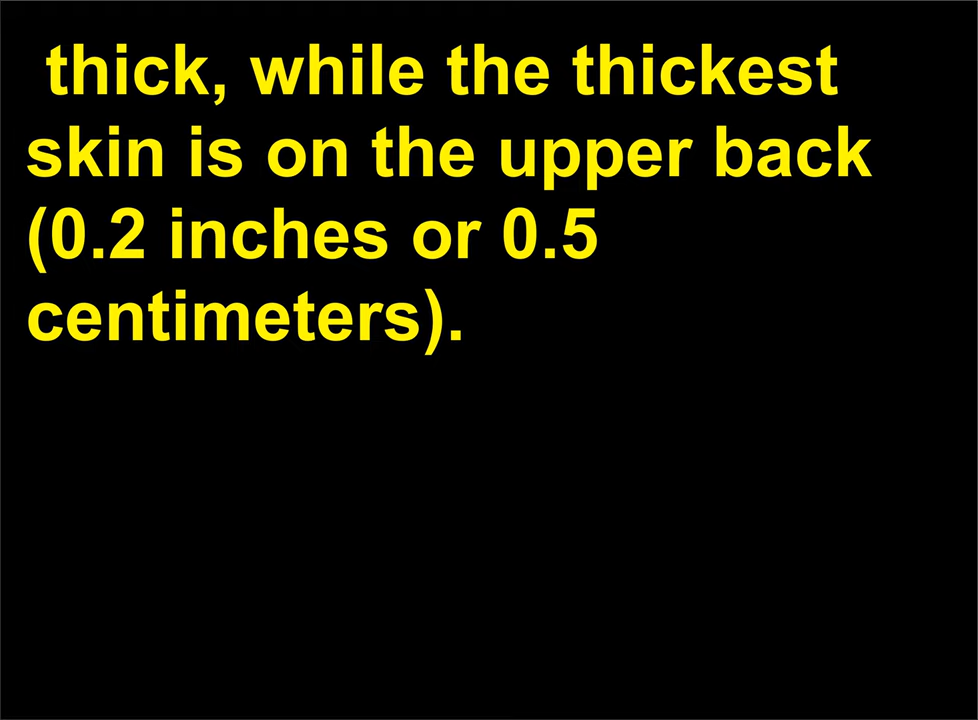 thick, while the thickest
skin is on the upper back
(0.2 inches or 0.5
centimeters).